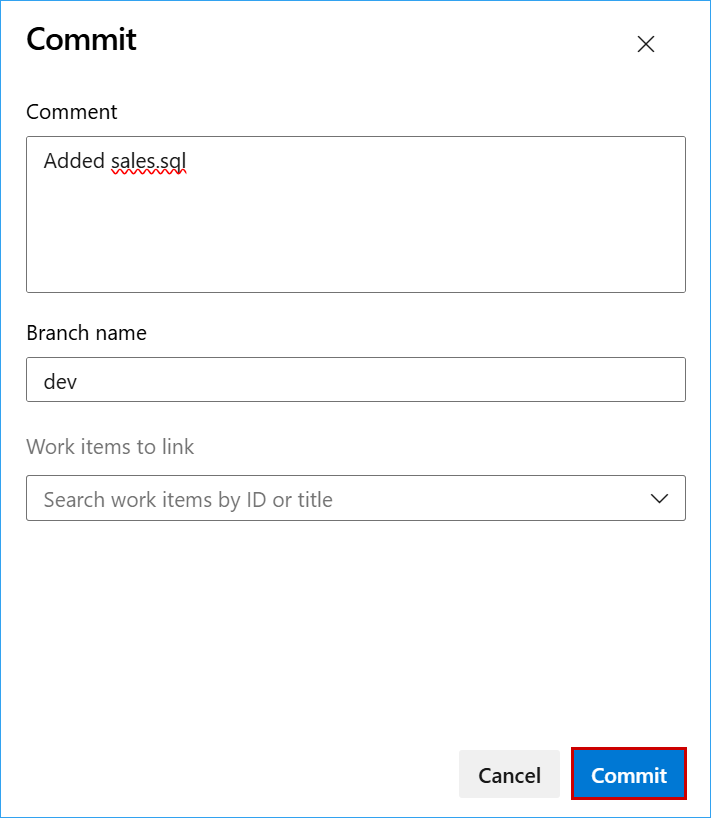 Commit
Comment
Added sales.sql
Branch name
dev
Work items to link
Search work items by ID or title
Cancel
Commit